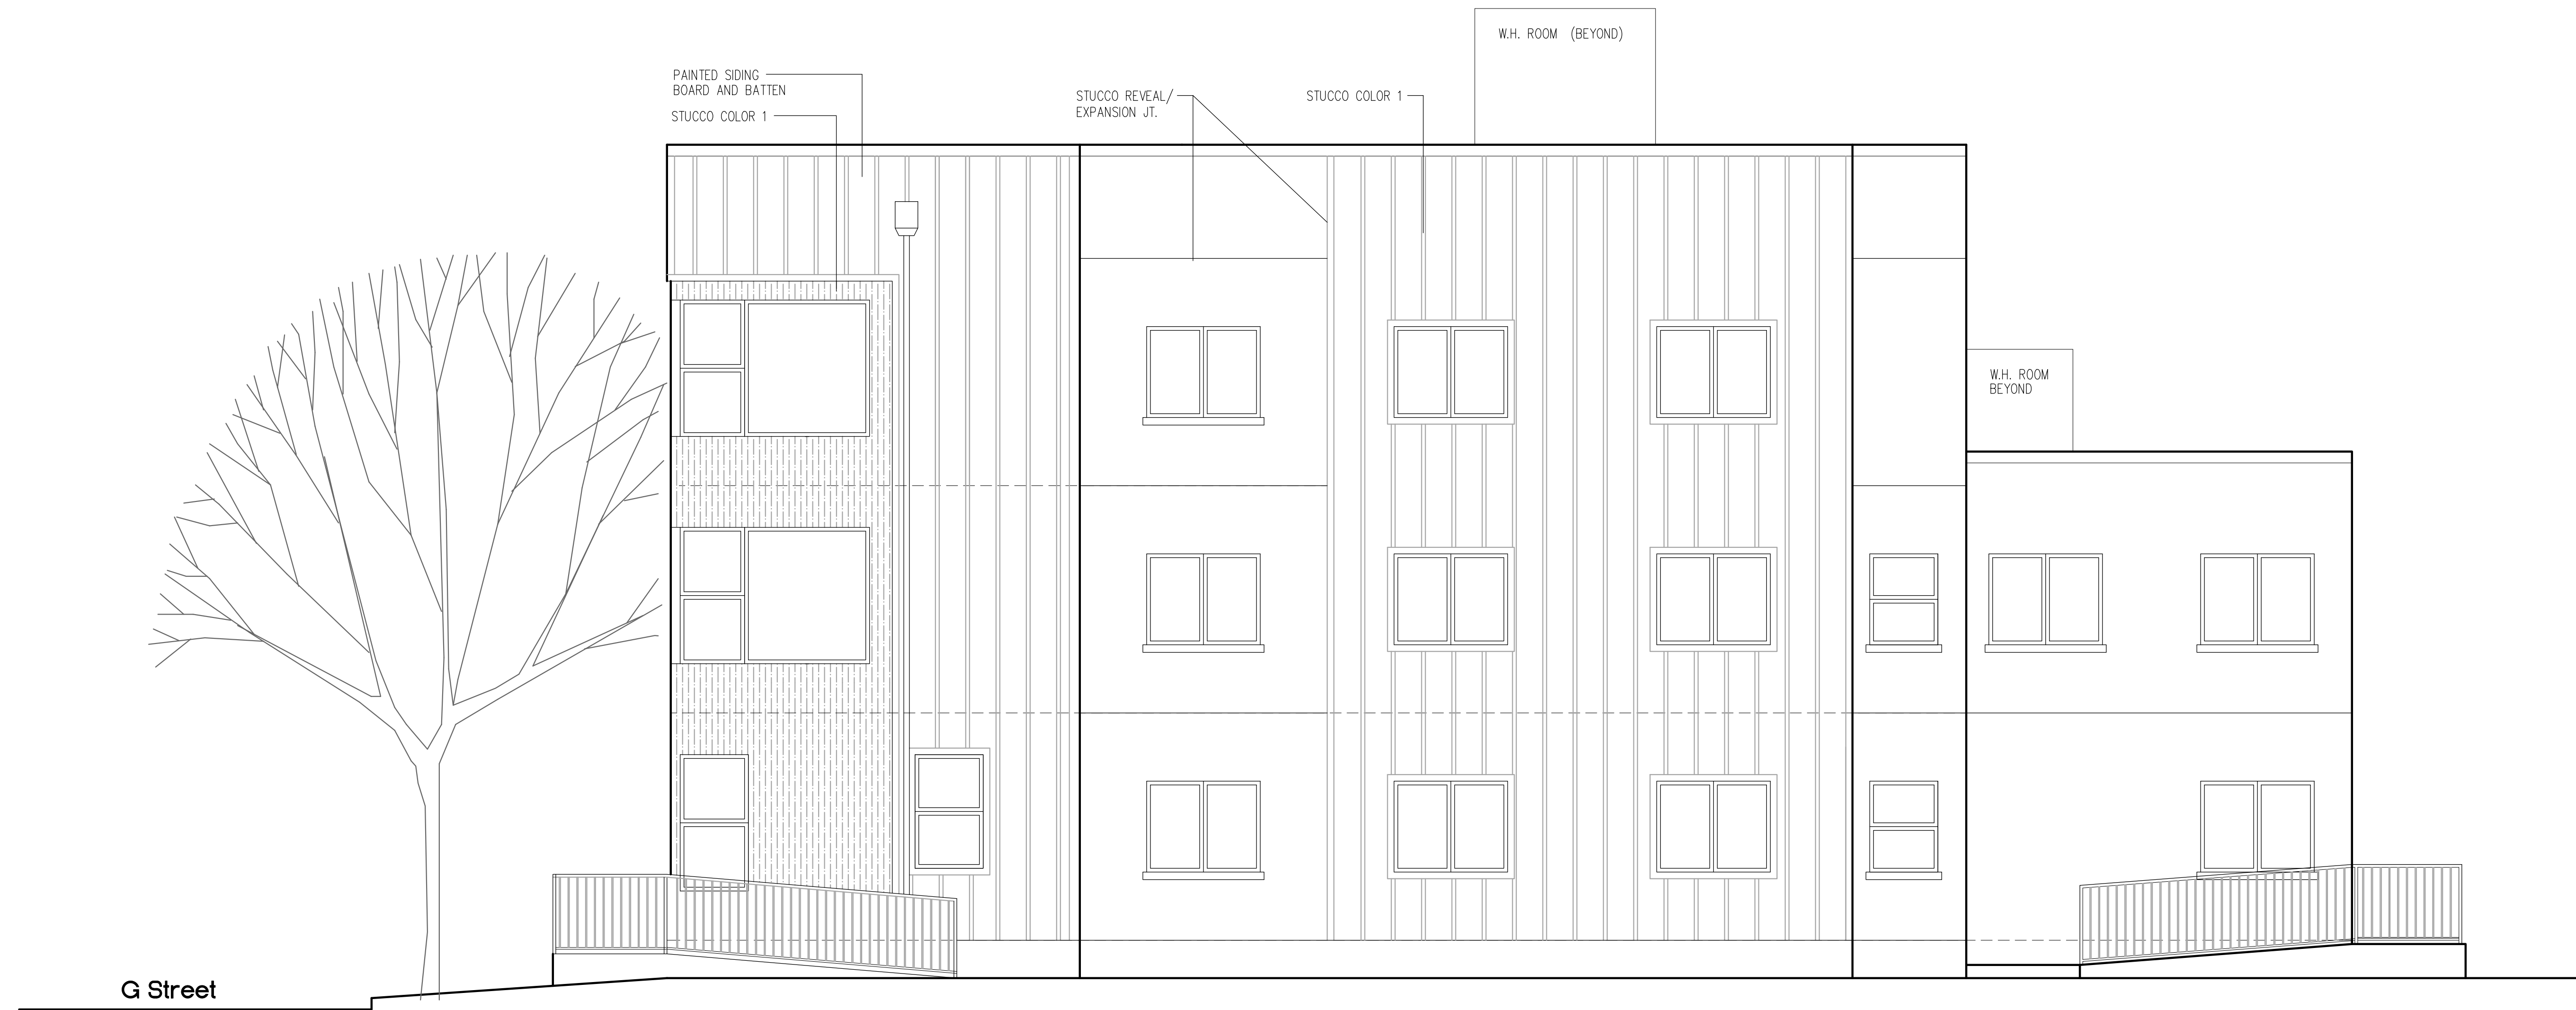 W.H. ROOM (BEYOND)
PAINTED SIDING
BOARD AND BATTEN
STUCCO COLOR 1
STUCCO REVEAL/
EXPANSION JT.
STUCCO COLOR 1
W.H. ROOM
BEYOND
G Street